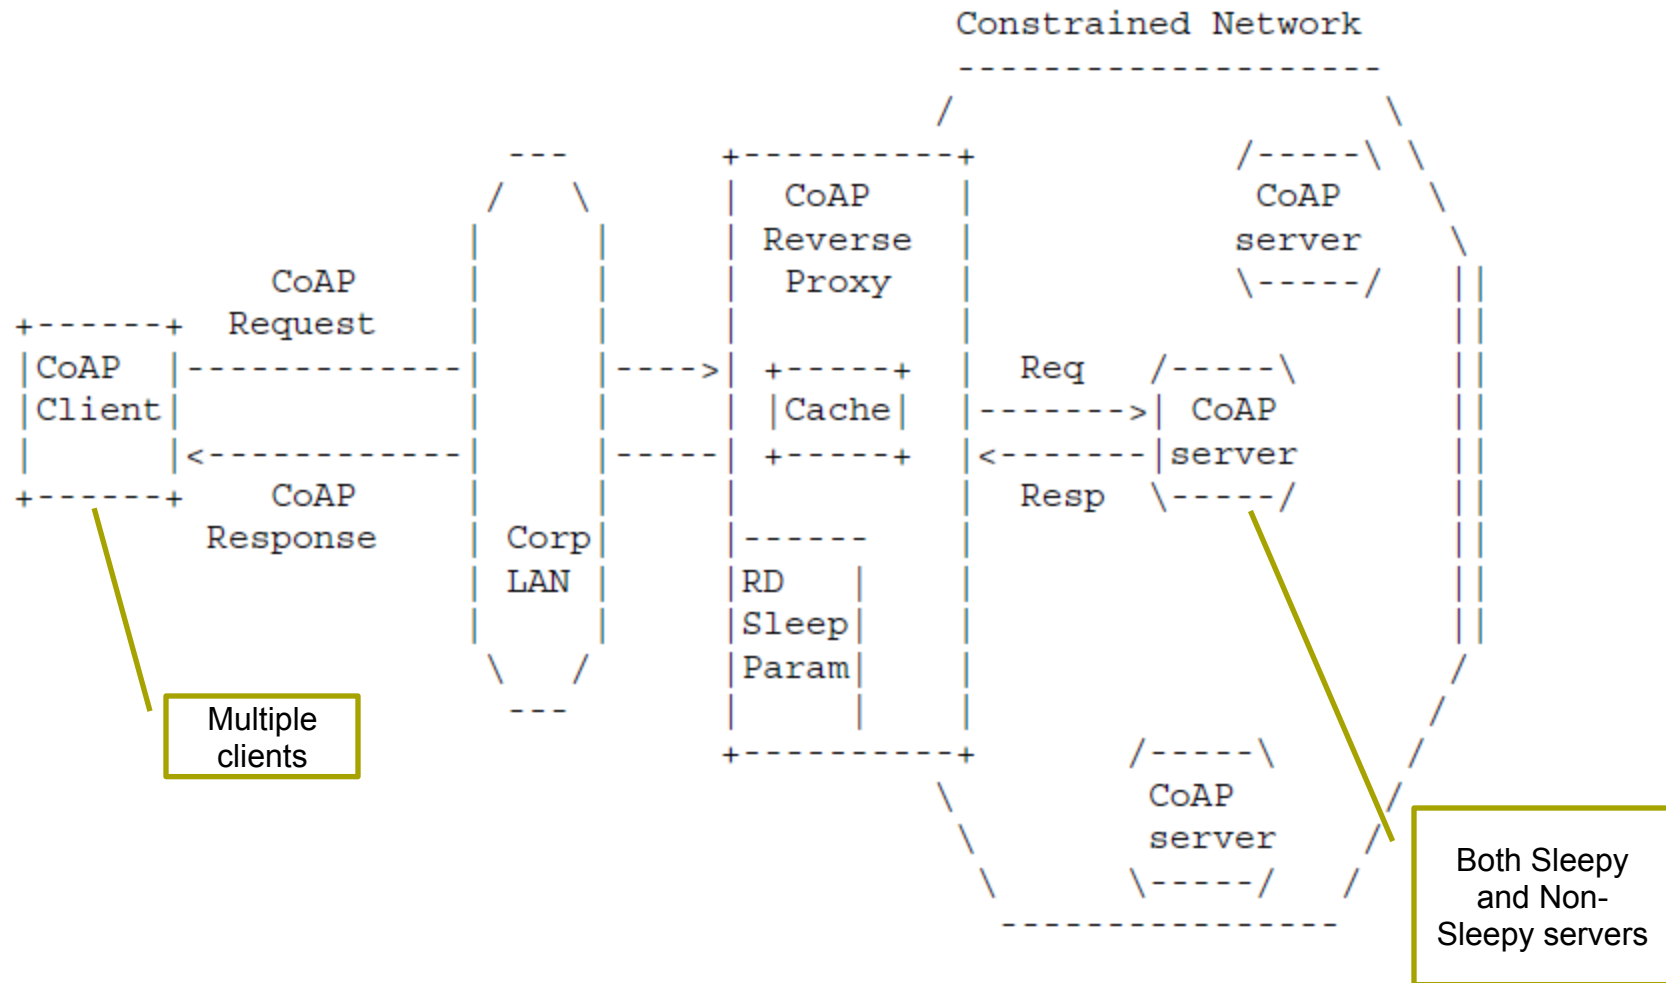 Constrained Network
CoAP
Reverse
Proxy
CoAP
server
CoAP
Request
CoAP
Client
Cache
Req
CoAP
server
Resp
CoAP
Response
Corp
LAN
RD
Sleep
Param
Multiple
clients
CoAP
server
Both Sleepy
and Non-
Sleepy servers